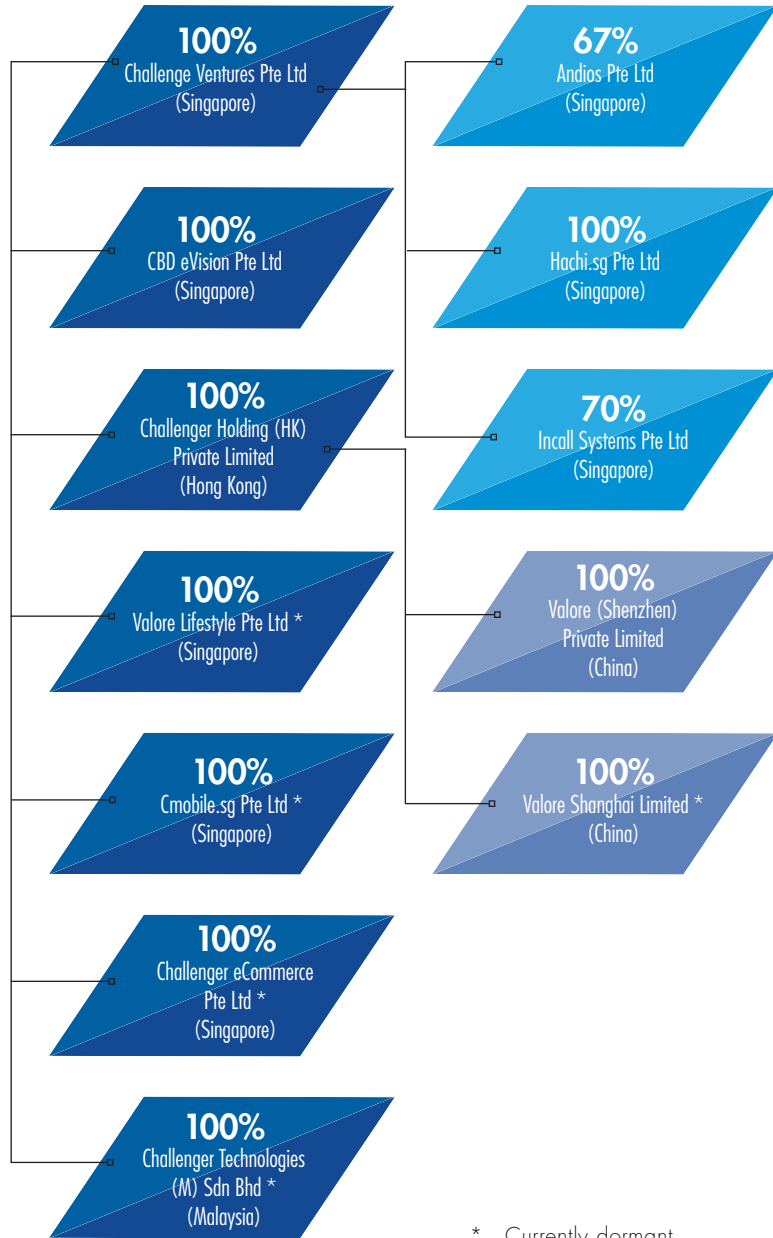 100%
Challenge Ventures Pte Ltd
(Singapore)
67%
Andios Pte Ltd
(Singapore)
100%
CBD eVision Pte Ltd
(Singapore)
100%
Hachi.sg Pte Ltd
(Singapore)
100%
Challenger Holding (HK)
Private Limited
(Hong Kong)
70%
Incall Systems Pte Ltd
(Singapore)
100%
Valore Lifestyle Pte Ltd *
(Singapore)
100%
Valore (Shenzhen)
Private Limited
(China)
100%
Cmobile.sg Pte Ltd *
(Singapore)
100%
Valore Shanghai Limited *
(China)
100%
Challenger eCommerce
Pte Ltd *
(Singapore)
100%
Challenger Technologies
(M) Sdn Bhd *
(Malaysia)
* Currently dormant